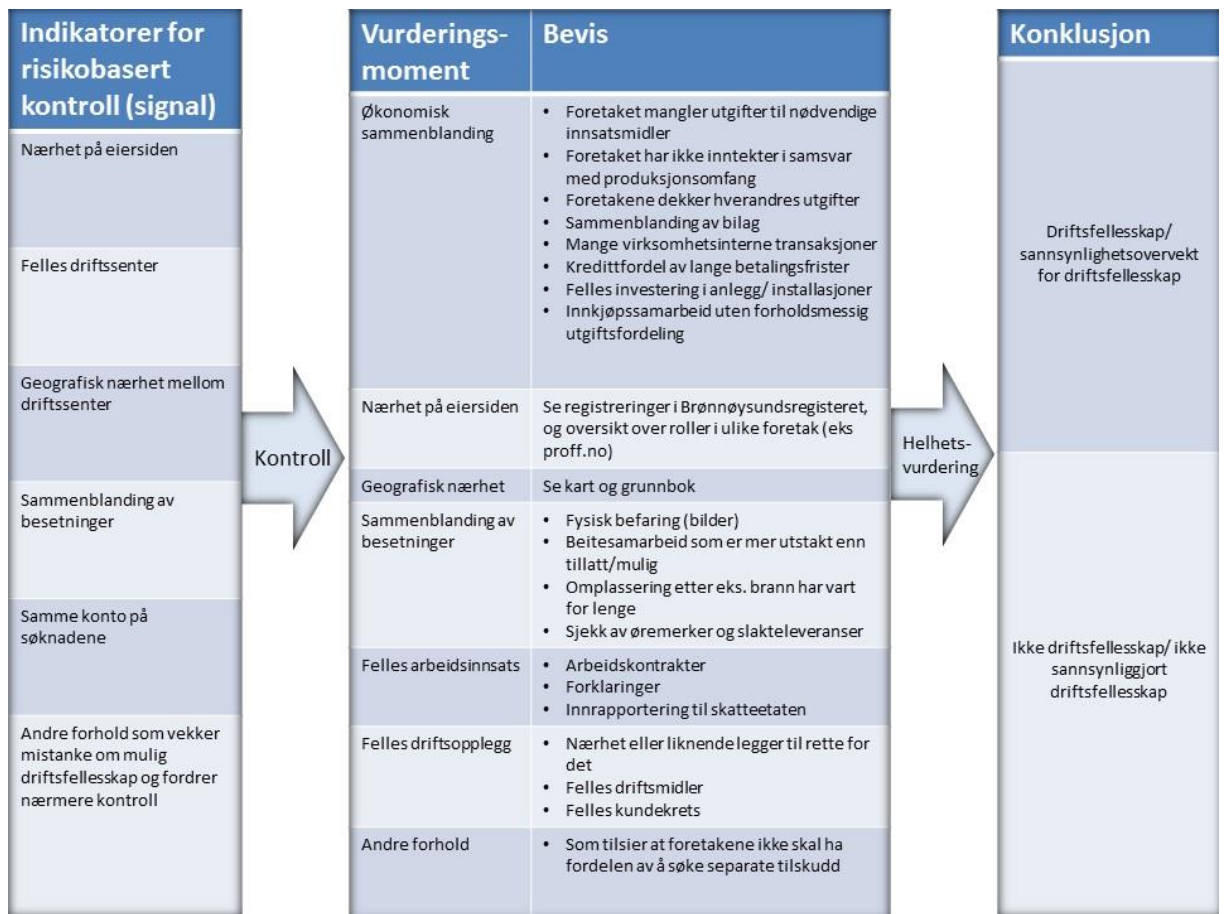 Indikatorer for
risikobasert
kontroll (signal)
Nærhet på eiersiden
Felles driftssenter
Geografisk nærhet mellom
driftssenter
Sammenblanding av
besetninger
Samme konto på
søknadene
Andre forhold som vekker
mistanke om mulig
driftsfellesskap og fordrer
nærmere kontroll
Kontroll
Vurderings-
moment
Bevis
Økonomisk
sammenblanding
• Foretaket mangler utgifter til nødvendige
innsatsmidler
• Foretaket har ikke inntekter i samsvar
med produksjonsomfang
• Foretakene dekker hverandres utgifter
• Sammenblanding av bilag
• Mange virksomhetsinterne transaksjoner
• Kredittfordel av lange betalingsfrister
• Felles investering i anlegg/ installasjoner
• Innkjøpssamarbeid uten forholdsmessig
utgiftsfordeling
Nærhet på eiersiden
Se registreringer i Brønnøysundsregisteret,
og oversikt over roller i ulike foretak (eks
proff.no)
Geografisk nærhet
Se kart og grunnbok
Sammenblanding av
besetninger
• Fysisk befaring (bilder)
• Beitesamarbeid som er mer utstakt enn
tillatt/mulig
• Omplassering etter eks. brann har vart
for lenge
• Sjekk av øremerker og slakteleveranser
Felles arbeidsinnsats
• Arbeidskontrakter
• Forklaringer
• Innrapportering til skatteetaten
Felles driftsopplegg
• Nærhet eller liknende legger til rette for
det
• Felles driftsmidler
• Felles kundekrets
Andre forhold
• Som tilsier at foretakene ikke skal ha
fordelen av å søke separate tilskudd
Helhets-
vurdering
Konklusjon
Driftsfellesskap/
sannsynlighetsovervekt
for driftsfellesskap
Ikke driftsfellesskap/ ikke
sannsynliggjort
driftsfellesskap